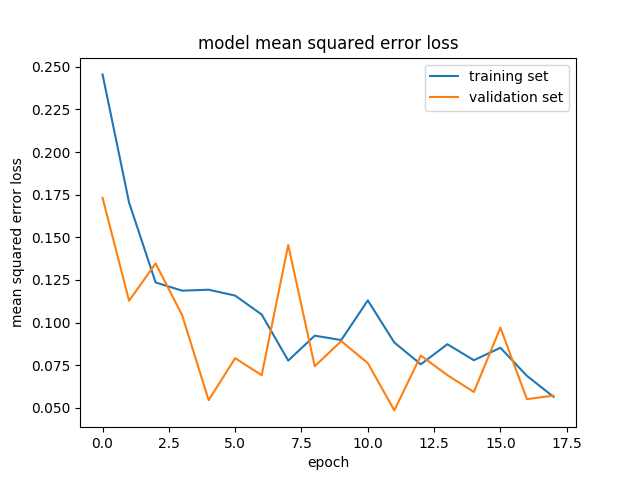 model mean squared error loss
training set
validation set
0.250
0.225
0.200
0.175
0.150
0.125
0.100
0.075
0.050
mean squared error loss
0.0 2.5 5.0 7.5 10.0 12.5 15.0 17.5
epoch